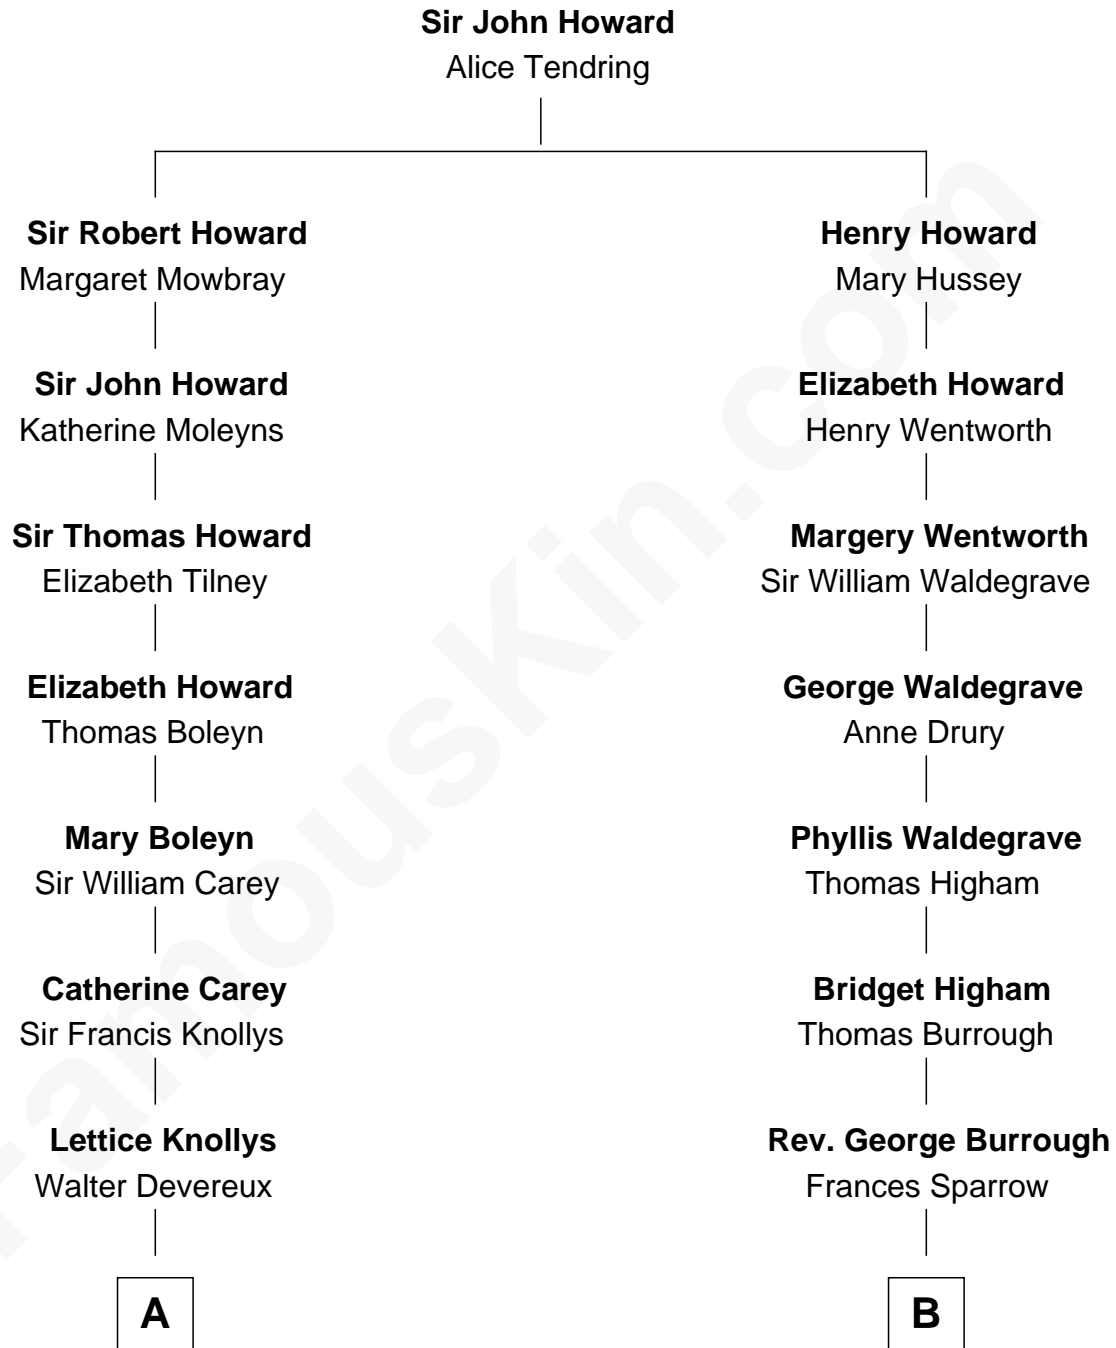 Sir John Howard
Alice Tendring
Sir Robert Howard
Margaret Mowbray
Henry Howard
Mary Hussey
Sir John Howard
Katherine Moleyns
Elizabeth Howard
Henry Wentworth
Sir Thomas Howard
Elizabeth Tilney
Margery Wentworth
Sir William Waldegrave
Elizabeth Howard
Thomas Boleyn
George Waldegrave
Anne Drury
Mary Boleyn
Sir William Carey
Phyllis Waldegrave
Thomas Higham
Catherine Carey
Sir Francis Knollys
Bridget Higham
Thomas Burrough
Lettice Knollys
Walter Devereux
Rev. George Burrough
Frances Sparrow
A
B
FamousKin.com